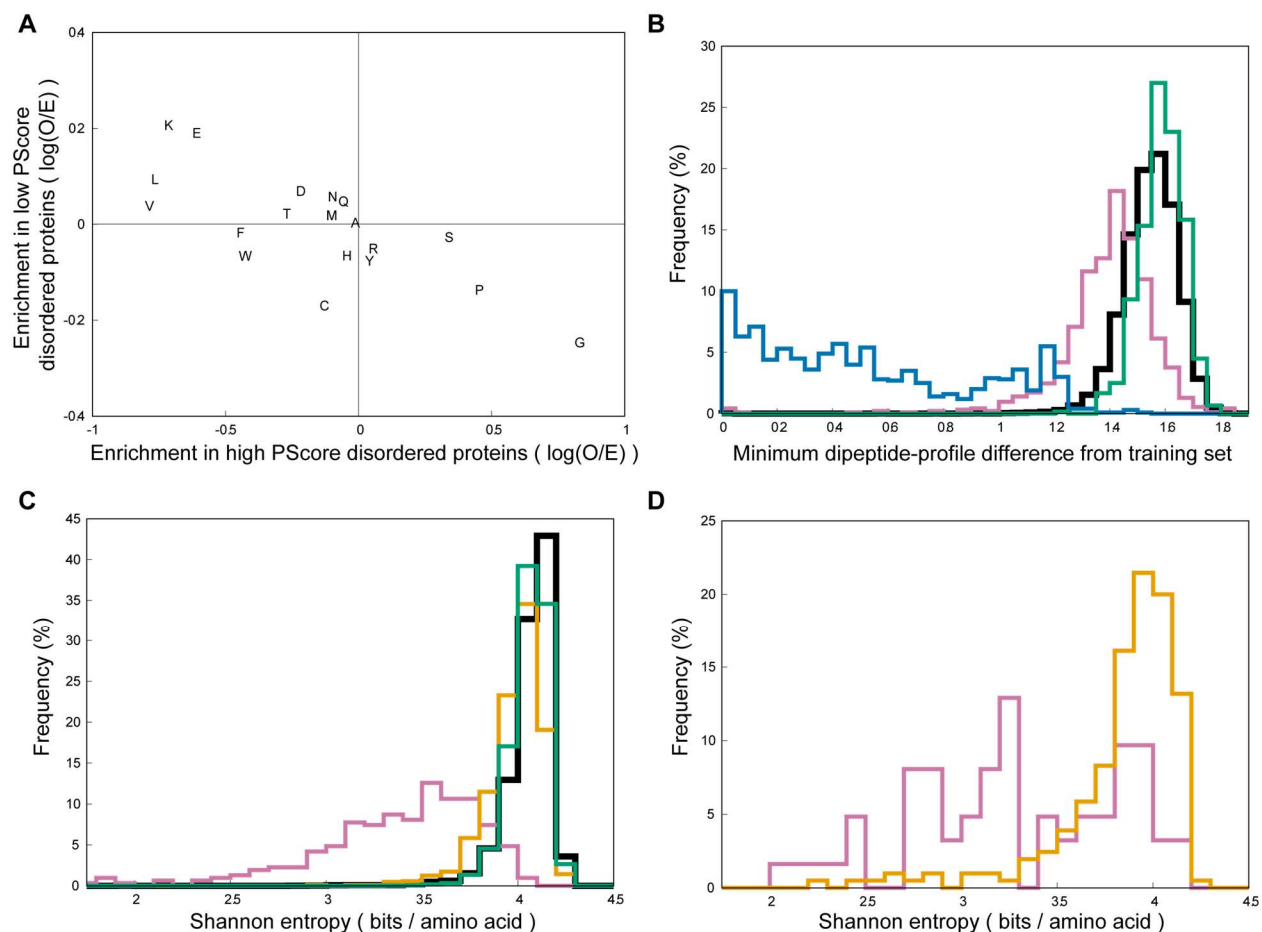 A
Enrichment in low PScore
disordered proteins ( log(O/E) )
04
02
0
-02
-04
K
E
L
V
D
N
Q
T
M
A
F
W
H
R
Y
S
C
P
G
-1
-05
0
05
1
Enrichment in high PScore disordered proteins ( log(O/E) )
B
Frequency (%)
30
25
20
15
10
5
0
0 02 04 06 08 1 12 14 16 18
Minimum dipeptide-profile difference from training set
C
Frequency (%)
45
40
35
30
25
20
15
10
5
0
2 25 3 35 4 45
Shannon entropy ( bits / amino acid )
D
Frequency (%)
25
20
15
10
5
0
2 25 3 35 4 45
Shannon entropy ( bits / amino acid )